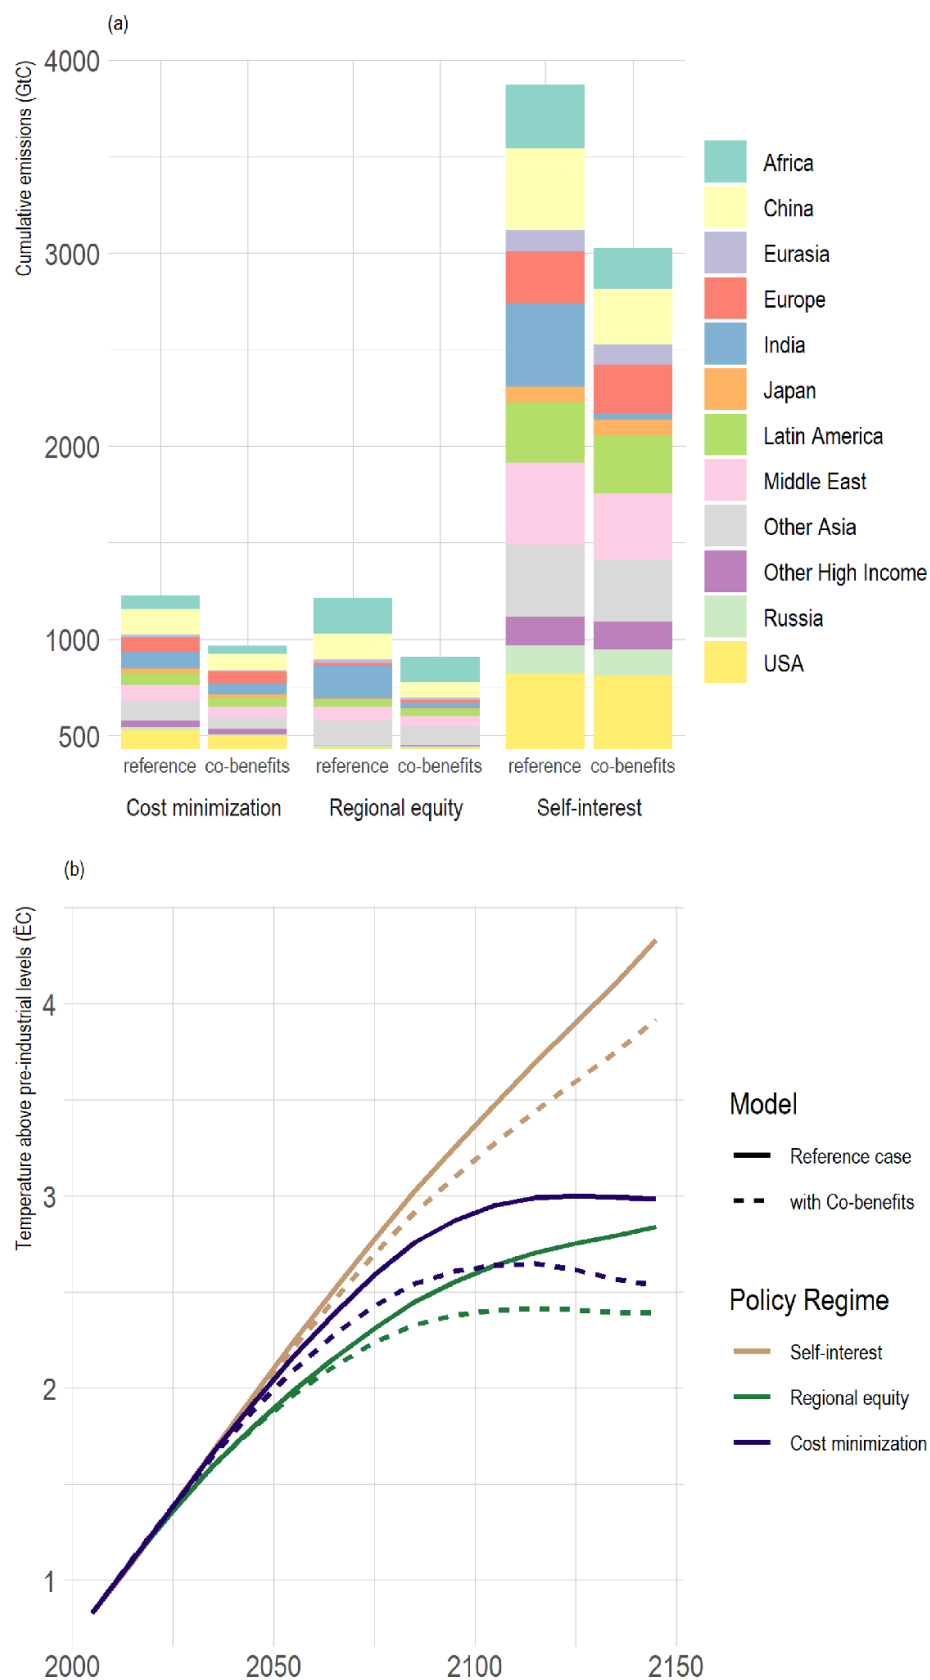 (a)
Cumulative emissions (GtC)
4000
3000
2000
1000
500
reference co-benefits reference co-benefits reference co-benefits
Cost minimization Regional equity Self-interest
Africa
China
Eurasia
Europe
India
Japan
Latin America
Middle East
Other Asia
Other High Income
Russia
USA
(b)
Temperature above pre-industrial levels (ËC)
4
3
2
1
2000 2050 2100 2150
Model
Reference case
with Co-benefits
Policy Regime
Self-interest
Regional equity
Cost minimization